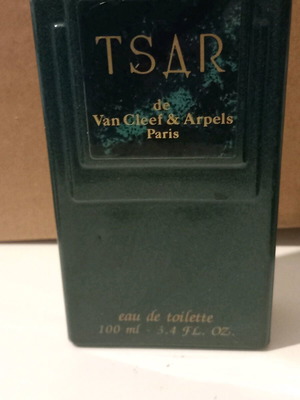 TSAR
de
Van Cleef & Arpels
Paris
eau de toilette
100 ml - 3.4 FL. OZ.